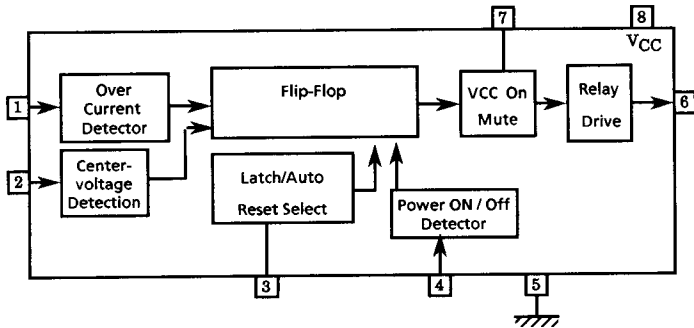 7
8
VCC
1
Over
Current
Detector
Flip-Flop
VCC On
Mute
Relay
Drive
6
2
Center-
voltage
Detection
Latch/Auto
Reset Select
Power ON / Off
Detector
3
4
5